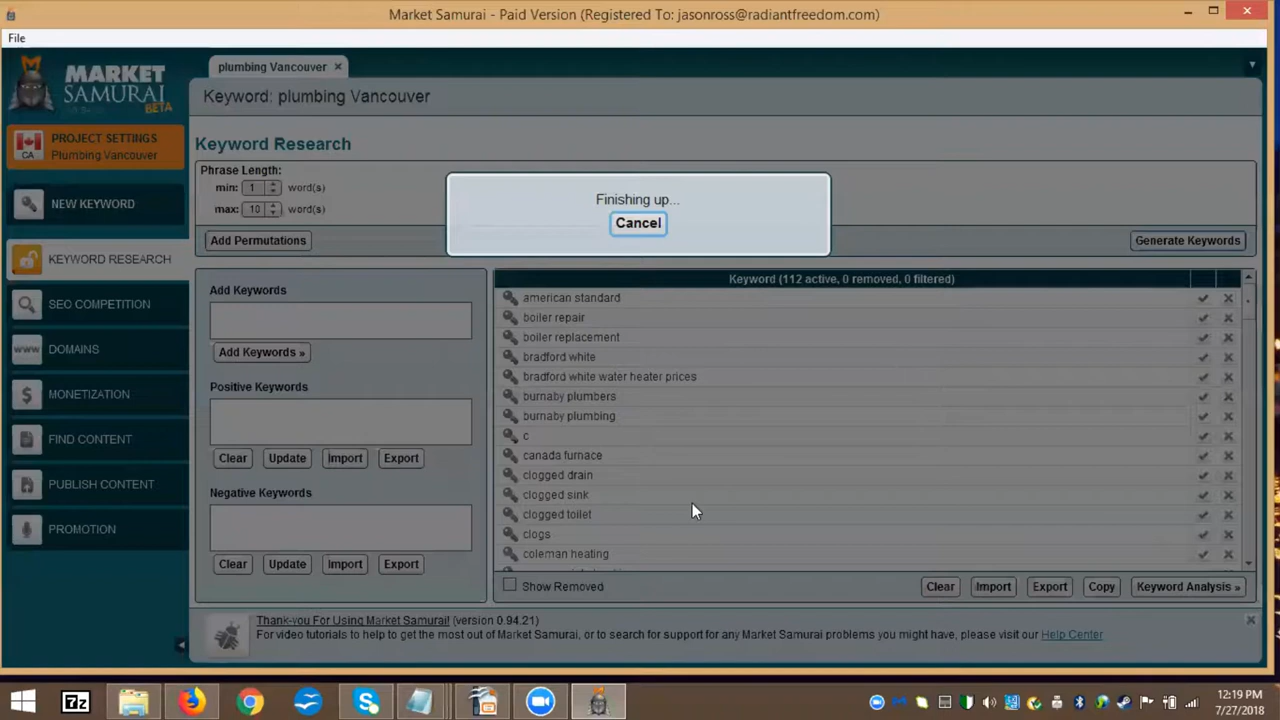 Market Samurai - Paid Version (Registered To: jasonross@radiantfreedom.com)
File
MARKET
SAMURAI
BETA
plumbing Vancouver
Keyword: plumbing Vancouver
PROJECT SETTINGS
Plumbing Vancouver
CA
NEW KEYWORD
KEYWORD RESEARCH
SEO COMPETITION
www
DOMAINS
MONETIZATION
FIND CONTENT
PUBLISH CONTENT
PROMOTION
Keyword Research
Phrase Length:
min: 1 word(s)
max: 10 word(s)
Add Permutations
Generate Keywords
Finishing up...
Cancel
Add Keywords
Add Keywords »
Positive Keywords
Clear Update Import Export
Negative Keywords
Clear Update Import Export
Keyword (112 active, 0 removed, 0 filtered)
american standard
boiler repair
boiler replacement
bradford white
bradford white water heater prices
burnaby plumbers
burnaby plumbing
c
canada furnace
clogged drain
clogged sink
clogged toilet
clogs
coleman heating
Show Removed
Clear Import Export Copy Keyword Analysis »
Thank-you For Using Market Samurai! (version 0.94.21)
For video tutorials to help to get the most out of Market Samurai, or to search for support for any Market Samurai problems you might have, please visit our Help Center
7z
12:19 PM
7/27/2018